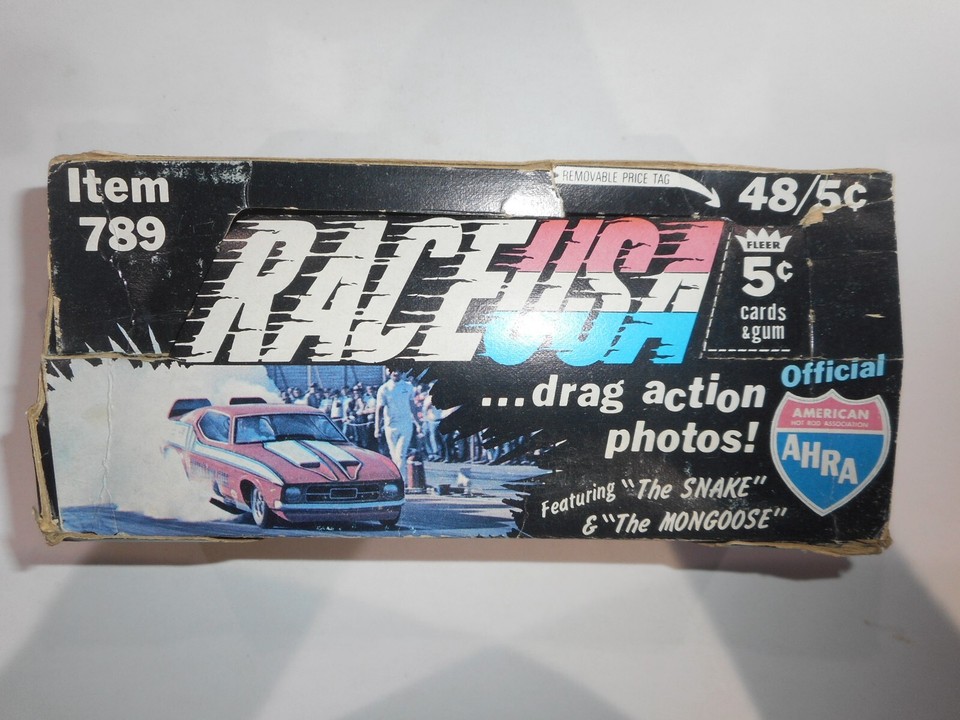 Item
789
REMOVABLE PRICE TAG
48/5¢
RACE USA
FLEER
5¢
cards
& gum
...drag action
photos!
Official
AMERICAN
HOT ROD ASSOCIATION
AHRA
Featuring "The SNAKE"
& "The MONGOOSE"